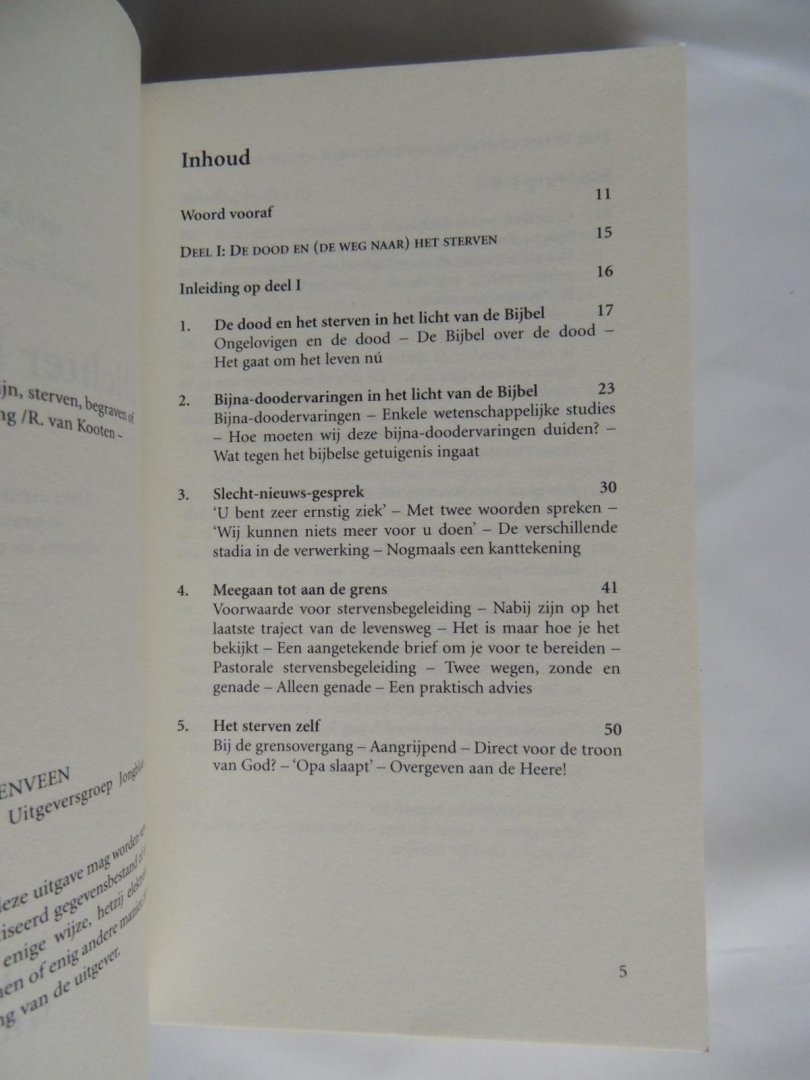 ijn, sterven, begraven of
ng /R. van Kooten –
ENVEEN
Uitgeversgroep
deze uitgave mag worden
riseerd gegevensbestand
enige wijze, hetzij
en of enig andere
ng van de uitgever.
Inhoud
Woord vooraf 11
DEEL I: DE DOOD EN (DE WEG NAAR) HET STERVEN 15
Inleiding op deel I 16
1. De dood en het sterven in het licht van de Bijbel 17
Ongelovigen en de dood – De Bijbel over de dood –
Het gaat om het leven nú
2. Bijna-doodervaringen in het licht van de Bijbel 23
Bijna-doodervaringen – Enkele wetenschappelijke studies
– Hoe moeten wij deze bijna-doodervaringen duiden? –
Wat tegen het bijbelse getuigenis ingaat
3. Slecht-nieuws-gesprek 30
‘U bent zeer ernstig ziek’ – Met twee woorden spreken –
‘Wij kunnen niets meer voor u doen’ – De verschillende
stadia in de verwerking – Nogmaals een kanttekening
4. Meegaan tot aan de grens 41
Voorwaarde voor stervensbegeleiding – Nabij zijn op het
laatste traject van de levensweg – Het is maar hoe je het
bekijkt – Een aangetekende brief om je voor te bereiden –
Pastorale stervensbegeleiding – Twee wegen, zonde en
genade – Alleen genade – Een praktisch advies
5. Het sterven zelf 50
Bij de grensovergang – Aangrijpend – Direct voor de troon
van God? – ‘Opa slaapt’ – Overgeven aan de Heere!
5